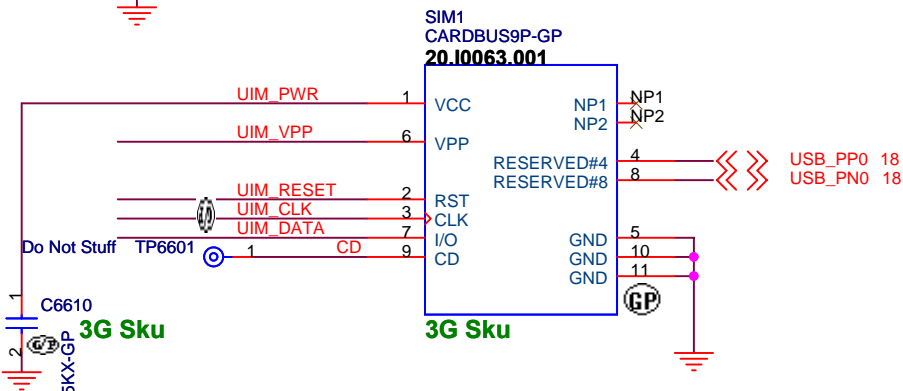 SIM1
CARDBUS9P-GP
20.I0063.001
UIM_PWR 1 VCC NP1 NP1
NP2 NP2
UIM_VPP 6 VPP
RESERVED#4 4 USB_PP0 18
RESERVED#8 8 USB_PN0 18
UIM_RESET 2 RST
UIM_CLK 3 CLK
UIM_DATA 7 I/O GND 5
Do Not Stuff TP6601 1 CD 9 CD GND 10
GND 11
GP
1
C6610
3G Sku
3G Sku
2
G/P
5KX-GP